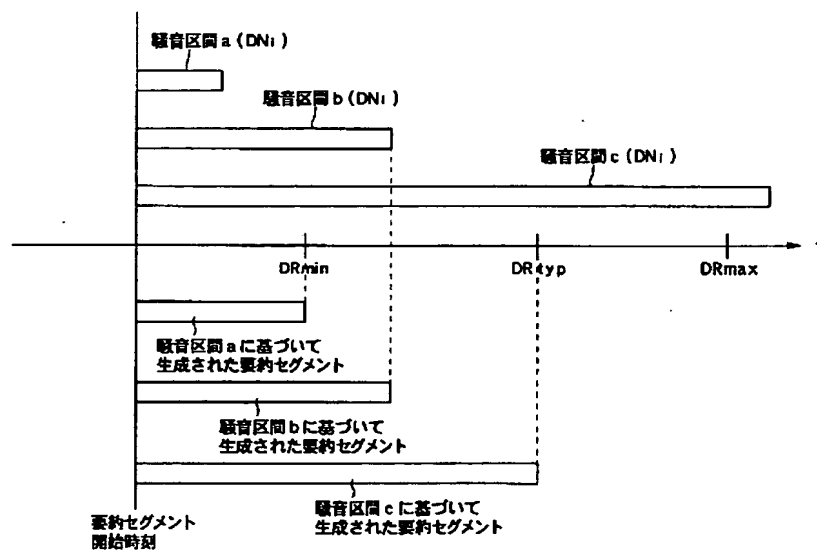 騒音区間a(DNi)
騒音区間b(DNi)
騒音区間c(DNi)
DRmin
DRtyp
DRmax
騒音区間aに基づいて
生成された要約セグメント
騒音区間bに基づいて
生成された要約セグメント
騒音区間cに基づいて
生成された要約セグメント
要約セグメント
開始時刻